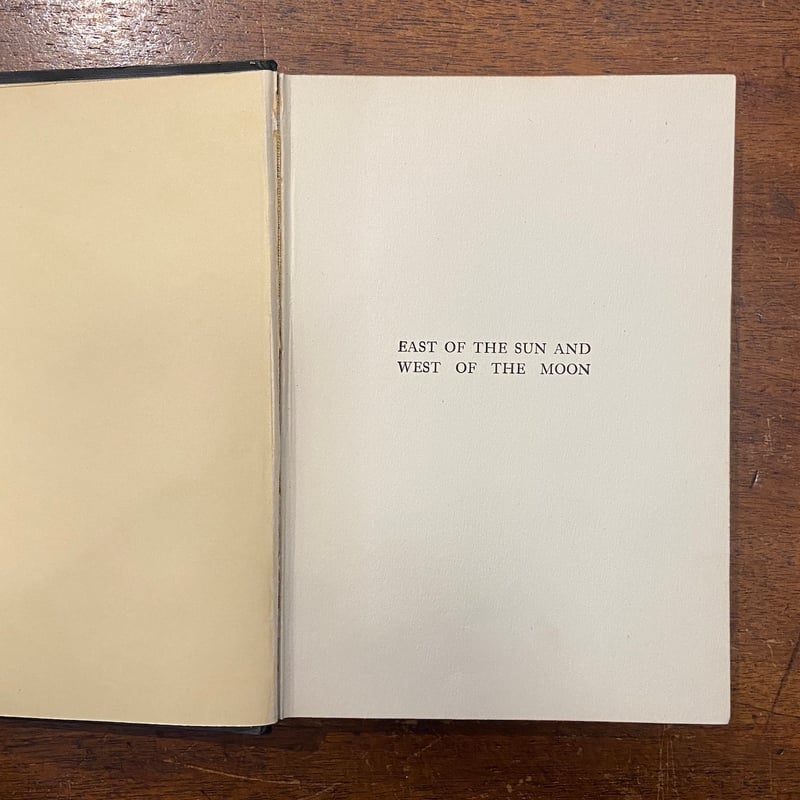 EAST OF THE SUN AND
WEST OF THE MOON